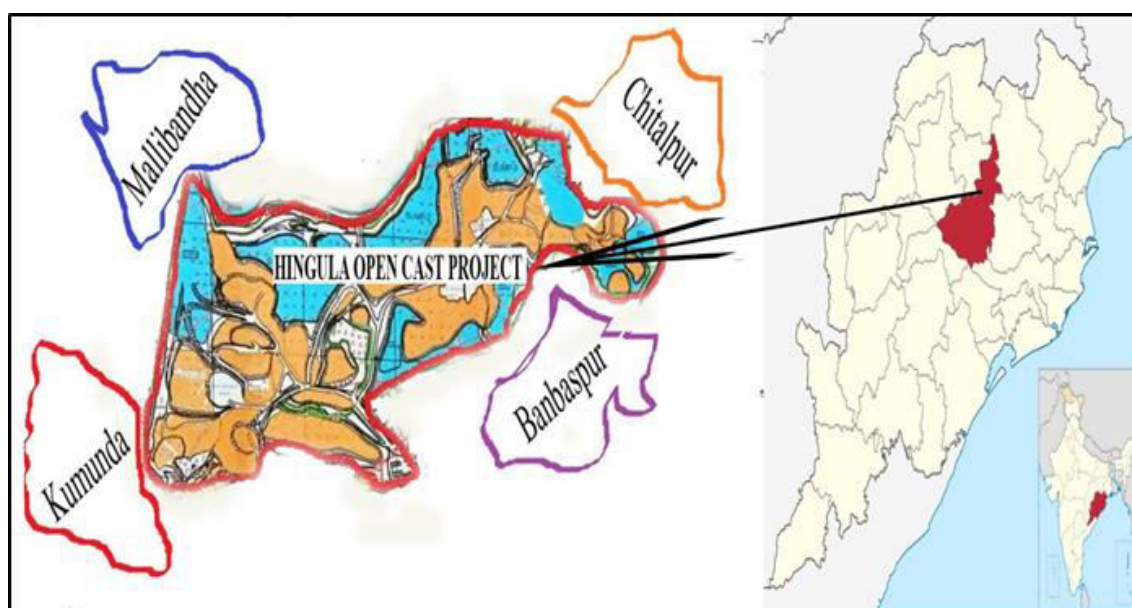 Mallibandha
Chitalpur
HINGULA OPEN CAST PROJECT
Banbaspur
Kumunda